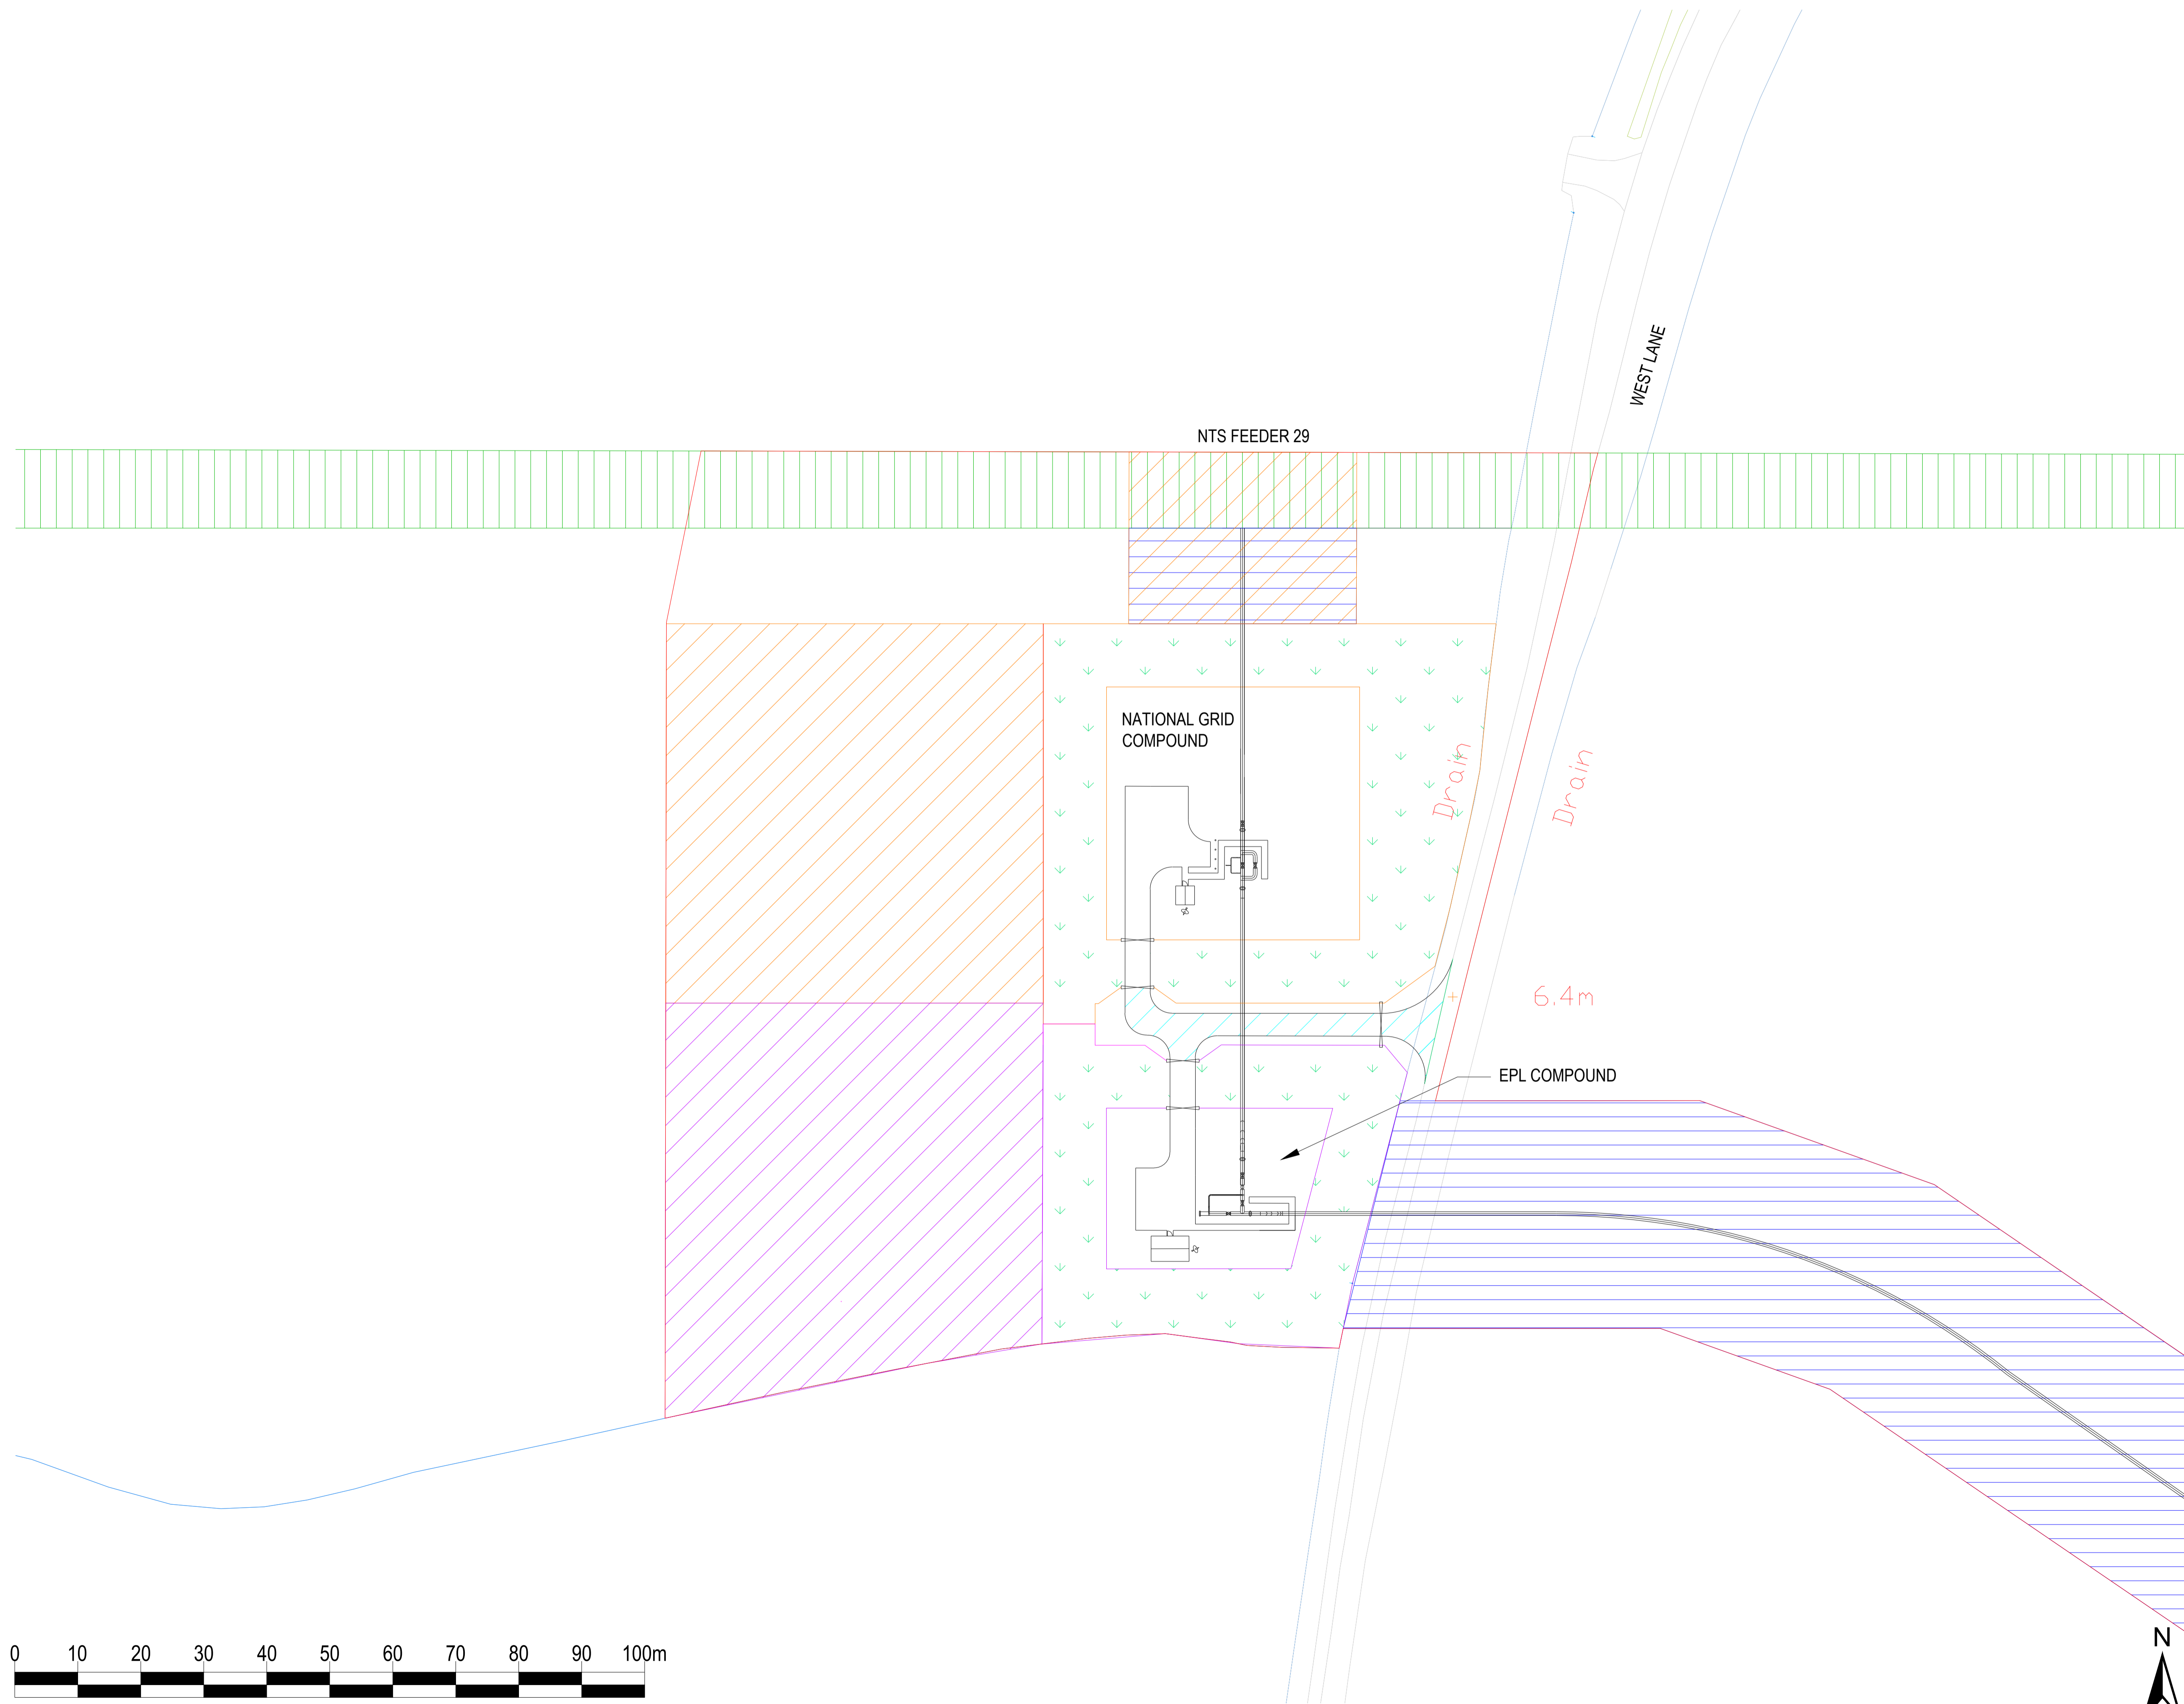 WEST LANE
NTS FEEDER 29
NATIONAL GRID
COMPOUND
Drain
Drain
6.4m
EPL COMPOUND
0 10 20 30 40 50 60 70 80 90 100m
N